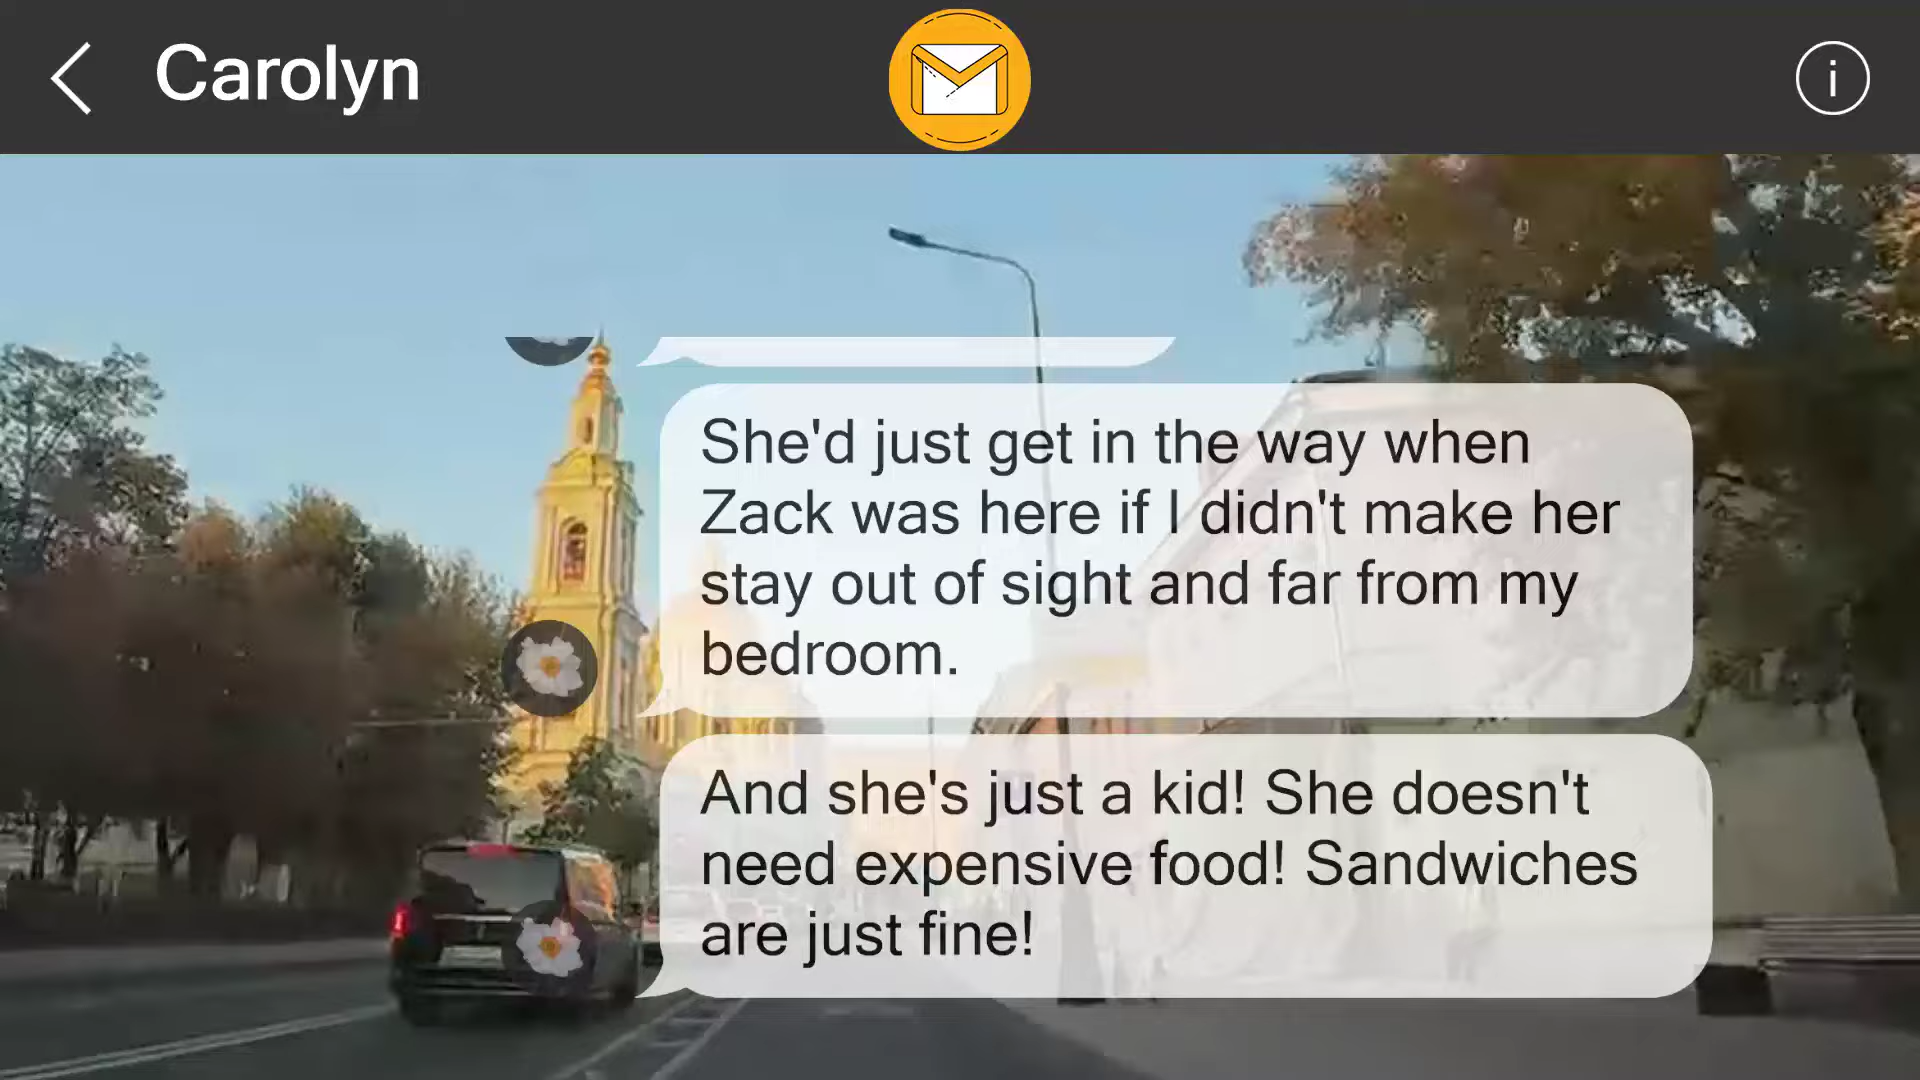 Carolyn
She'd just get in the way when
Zack was here if I didn't make her
stay out of sight and far from my
bedroom.
And she's just a kid! She doesn't
need expensive food! Sandwiches
are just fine!